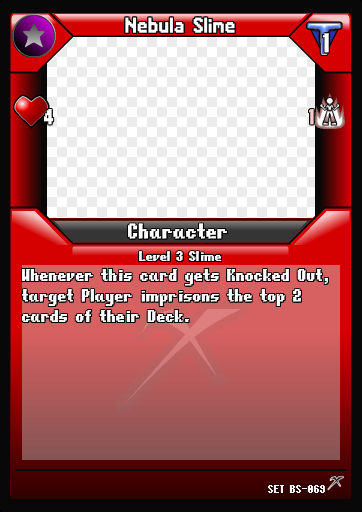 Nebula Slime
1
4
1
Character
Level 3 Slime
Whenever this card gets Knocked Out,
target Player imprisons the top 2
cards of their Deck.
SET BS-069